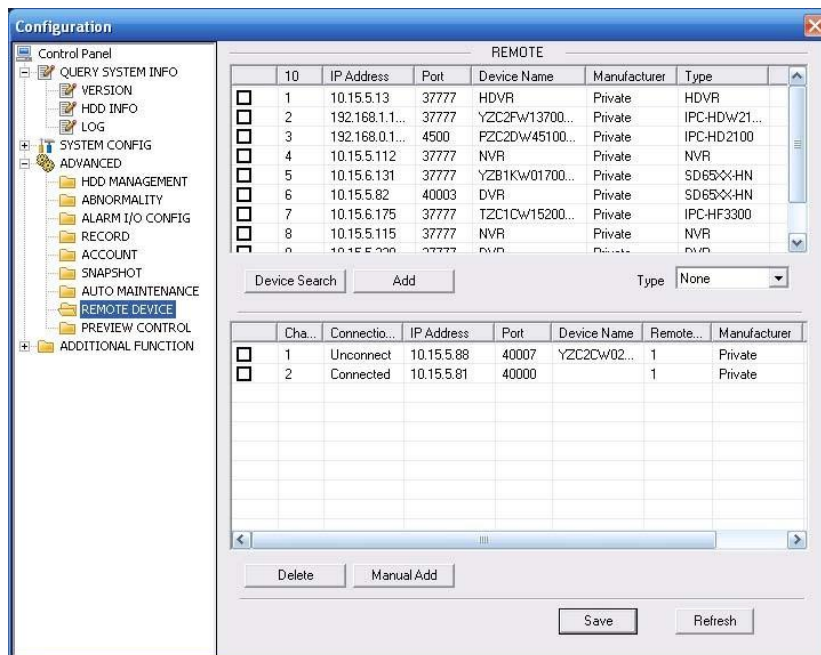 Configuration
Control Panel
QUERY SYSTEM INFO
VERSION
HDD INFO
LOG
SYSTEM CONFIG
ADVANCED
HDD MANAGEMENT
ABNORMALITY
ALARM I/O CONFIG
RECORD
ACCOUNT
SNAPSHOT
AUTO MAINTENANCE
REMOTE DEVICE
PREVIEW CONTROL
ADDITIONAL FUNCTION
REMOTE
10 IP Address Port Device Name Manufacturer Type
1 10.15.5.13 37777 HDVR Private HDVR
2 192.168.1.1... 37777 YZC2FW13700... Private IPC-HDW21...
3 192.168.0.1... 4500 PZC2DW45100... Private IPC-HD2100
4 10.15.5.112 37777 NVR Private NVR
5 10.15.6.131 37777 YZB1KW01700... Private SD65XX-HN
6 10.15.5.82 40003 DVR Private SD65XX-HN
7 10.15.6.175 37777 TZC1CW15200... Private IPC-HF3300
8 10.15.5.115 37777 NVR Private NVR
Device Search Add Type None
Cha... Connectio... IP Address Port Device Name Remote... Manufacturer
1 Unconnect 10.15.5.88 40007 YZC2CW02... 1 Private
2 Connected 10.15.5.81 40000 1 Private
Delete Manual Add
Save Refresh